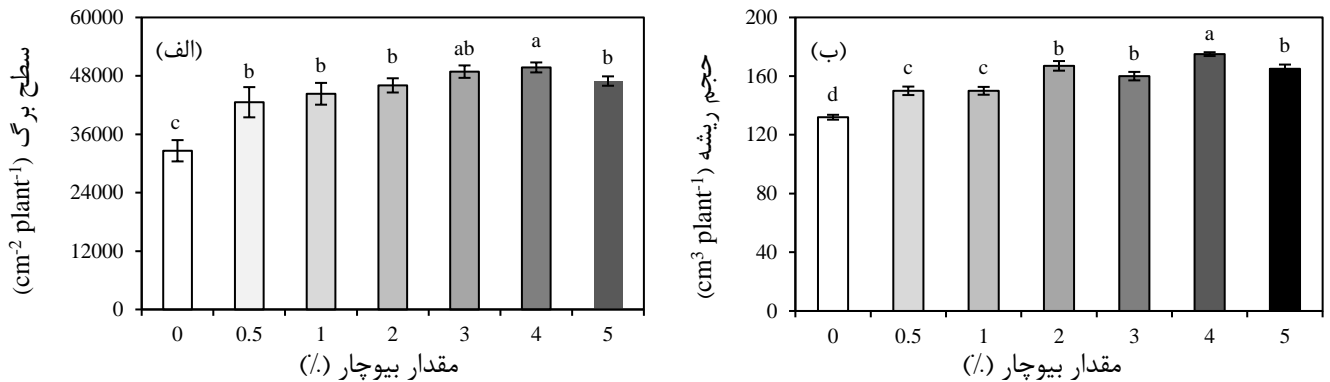 (الف)
سطح برگ
(cm-2 plant-1)
60000
48000
36000
24000
12000
0
c
b
b
b
ab
a
b
0 0.5 1 2 3 4 5
مقدار بیوچار (٪)
(ب)
حجم ریشه
(cm3 plant-1)
200
160
120
80
40
0
d
c
c
b
b
a
b
0 0.5 1 2 3 4 5
مقدار بیوچار (٪)